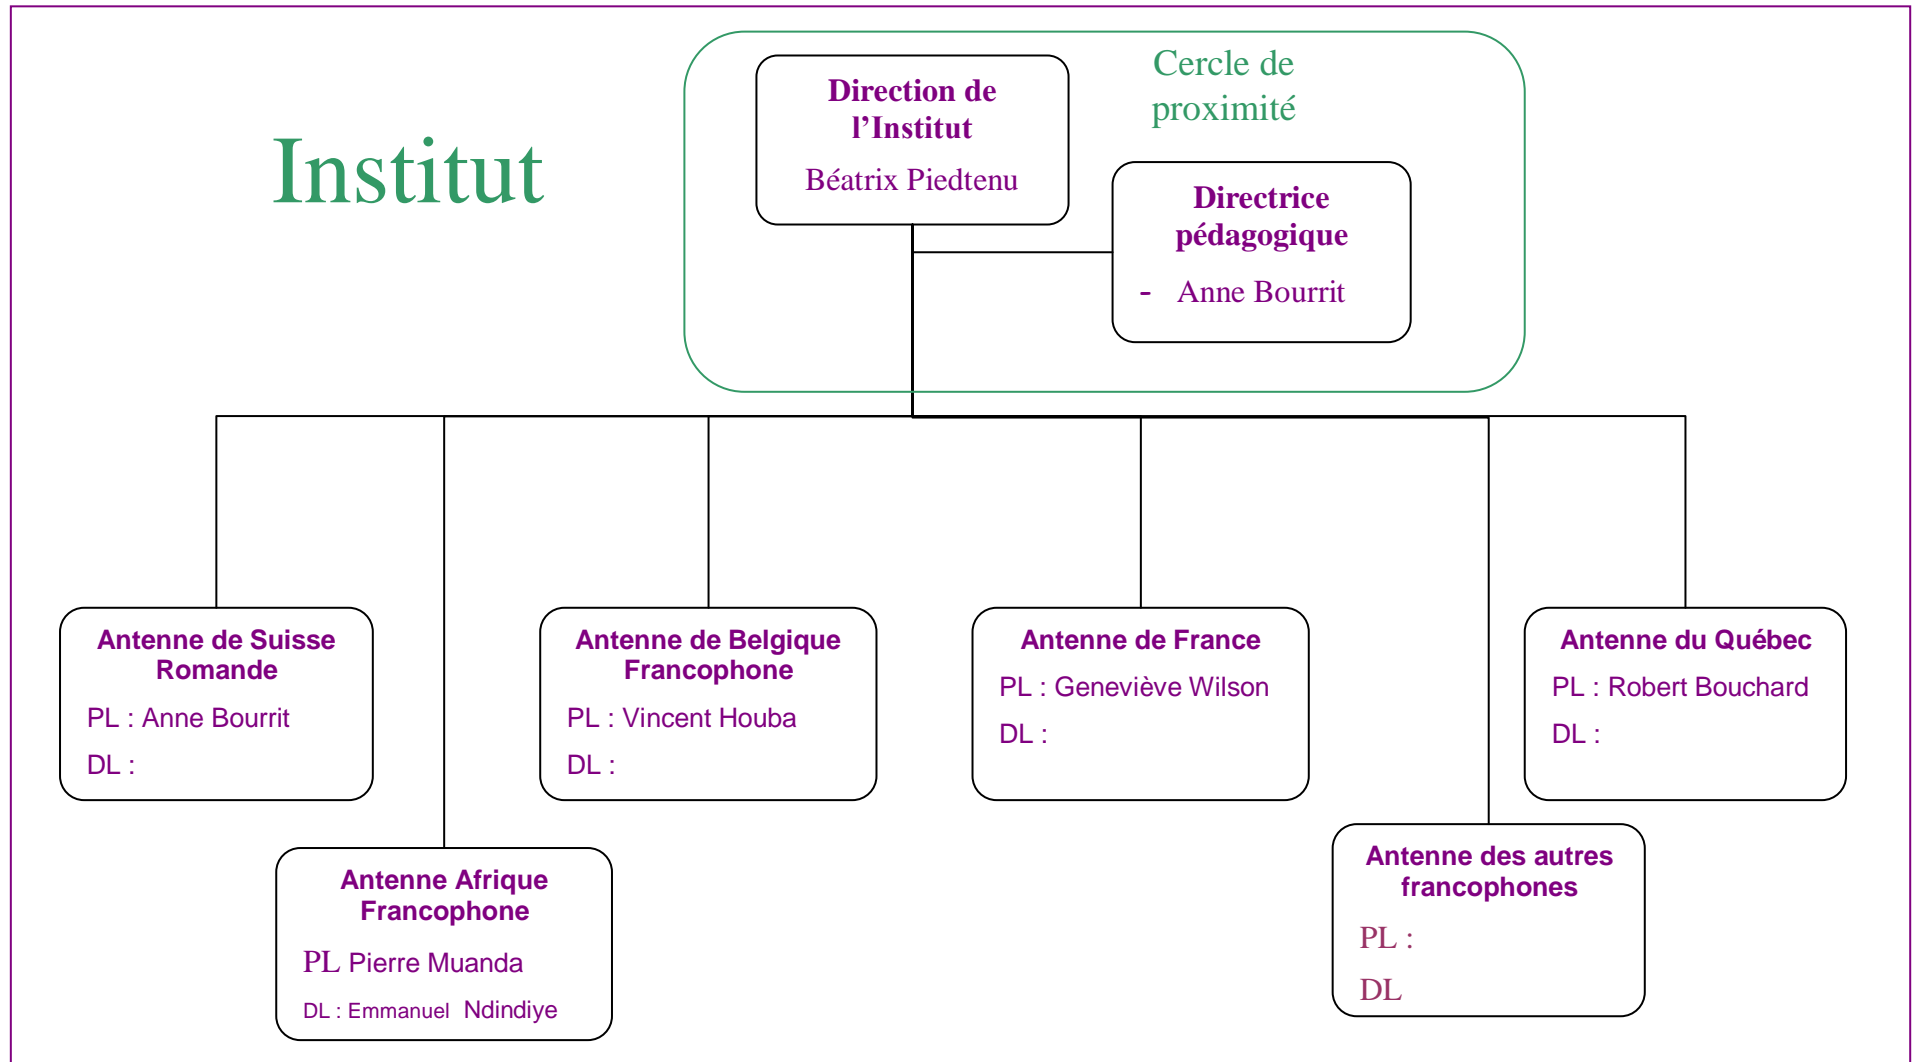 Institut
Direction de
l’Institut
Béatrix Piedtenu
Cercle de
proximité
Directrice
pédagogique
- Anne Bourrit
Antenne de Suisse
Romande
PL : Anne Bourrit
DL :
Antenne Afrique
Francophone
PL Pierre Muanda
DL : Emmanuel Ndindiye
Antenne de Belgique
Francophone
PL : Vincent Houba
DL :
Antenne de France
PL : Geneviève Wilson
DL :
Antenne des autres
francophones
PL :
DL
Antenne du Québec
PL : Robert Bouchard
DL :